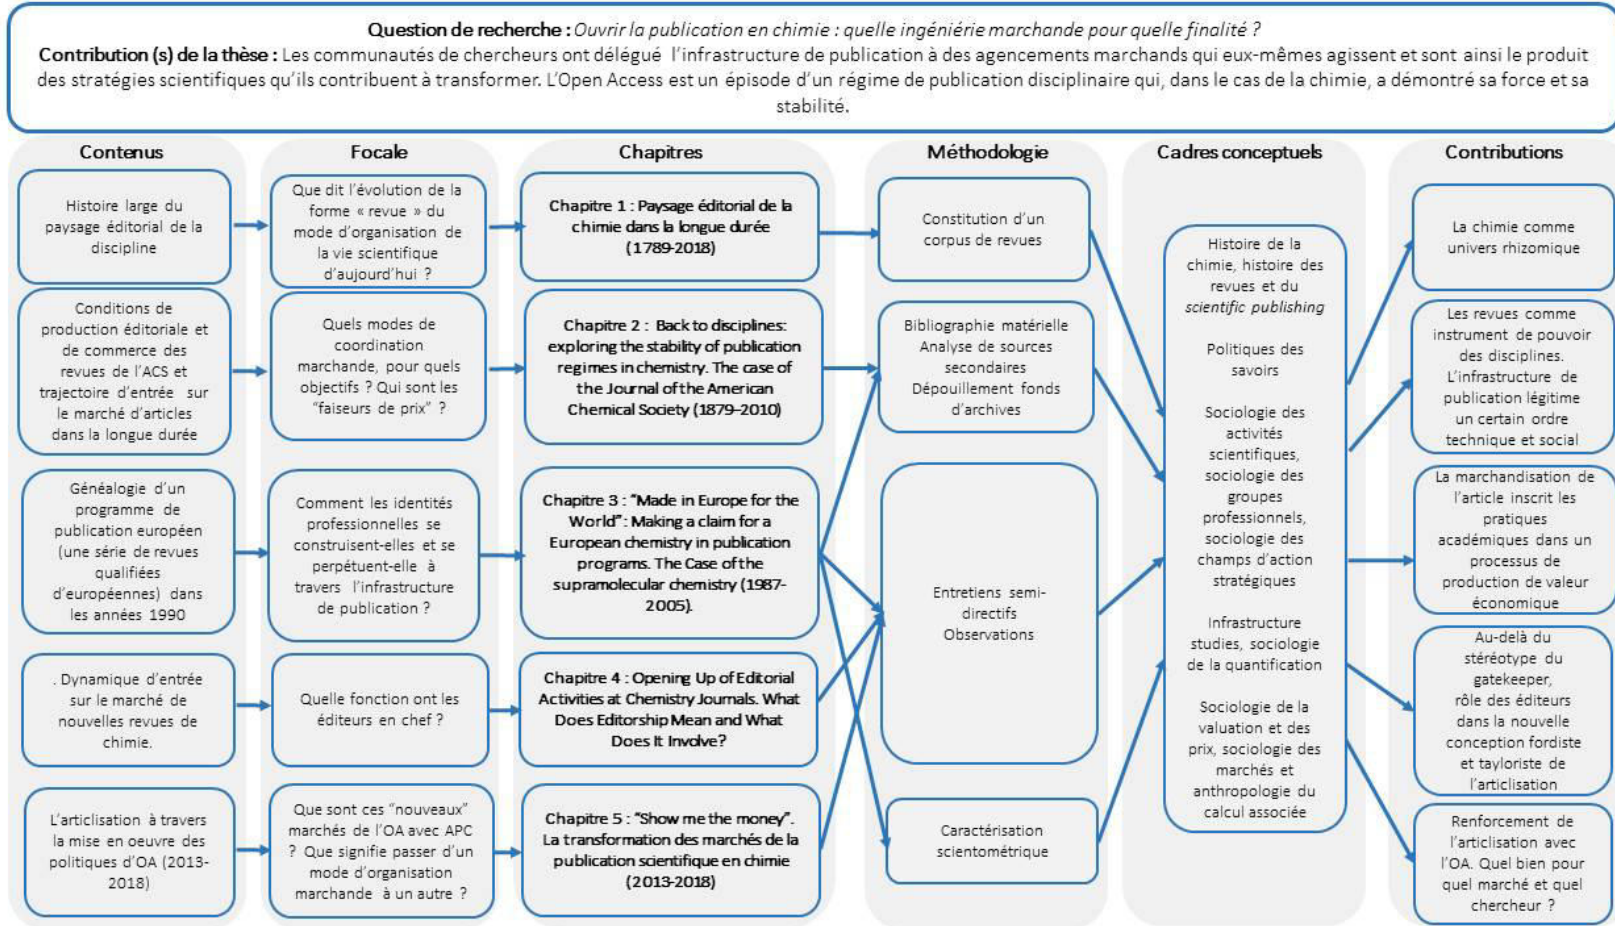 Question de recherche : Ouvrir la publication en chimie : quelle ingéniérie marchande pour quelle finalité ?
Contribution (s) de la thèse : Les communautés de chercheurs ont délégué l'infrastructure de publication à des agencements marchands qui eux-mêmes agissent et sont ainsi le produit
des stratégies scientifiques qu'ils contribuent à transformer. L'Open Access est un épisode d'un régime de publication disciplinaire qui, dans le cas de la chimie, a démontré sa force et sa
stabilité.
Contenus
Histoire large du
paysage éditorial de la
discipline
Conditions de
production éditoriale et
de commerce des
revues de l'ACS et
trajectoire d'entrée sur
le marché d'articles
dans la longue durée
Généalogie d'un
programme de
publication européen
(une série de revues
qualifiées
d'européennes) dans
les années 1990
. Dynamique d'entrée
sur le marché de
nouvelles revues de
chimie.
L'articlisation à travers
la mise en oeuvre des
politiques d'OA (2013-
2018)
Focale
Que dit l'évolution de la
forme « revue » du
mode d'organisation de
la vie scientifique
d'aujourd'hui ?
Quels modes de
coordination
marchande, pour quels
objectifs ? Qui sont les
"faiseurs de prix" ?
Comment les identités
professionnelles se
construisent-elles et se
perpétuent-elle à
travers l'infrastructure
de publication ?
Quelle fonction ont les
éditeurs en chef ?
Que sont ces "nouveaux"
marchés de l'OA avec APC
? Que signifie passer d'un
mode d'organisation
marchande à un autre ?
Chapitres
Chapitre 1 : Paysage éditorial de la
chimie dans la longue durée
(1789-2018)
Chapitre 2 : Back to disciplines:
exploring the stability of publication
regimes in chemistry. The case of
the Journal of the American
Chemical Society (1879–2010)
Chapitre 3 : "Made in Europe for the
World": Making a claim for a
European chemistry in publication
programs. The Case of the
supramolecular chemistry (1987-
2005).
Chapitre 4 : Opening Up of Editorial
Activities at Chemistry Journals. What
Does Editorship Mean and What
Does It Involve?
Chapitre 5 : "Show me the money".
La transformation des marchés de la
publication scientifique en chimie
(2013-2018)
Méthodologie
Constitution d'un
corpus de revues
Bibliographie matérielle
Analyse de sources
secondaires
Dépouillement fonds
d'archives
Entretiens semi-
directifs
Observations
Caractérisation
scientométrique
Cadres conceptuels
Histoire de la
chimie, histoire des
revues et du
scientific publishing
Politiques des
savoirs
Sociologie des
activités
scientifiques,
sociologie des
groupes
professionnels,
sociologie des
champs d'action
stratégiques
Infrastructure
studies, sociologie
de la quantification
Sociologie de la
valuation et des
prix, sociologie des
marchés et
anthropologie du
calcul associée
Contributions
La chimie comme
univers rhizomique
Les revues comme
instrument de pouvoir
des disciplines.
L'infrastructure de
publication légitime
un certain ordre
technique et social
La marchandisation de
l'article inscrit les
pratiques
académiques dans un
processus de
production de valeur
économique
Au-delà du
stéréotype du
gatekeeper,
rôle des éditeurs
dans la nouvelle
conception fordiste
et tayloriste de
l'articlisation
Renforcement de
l'articlisation avec
l'OA. Quel bien pour
quel marché et quel
chercheur ?